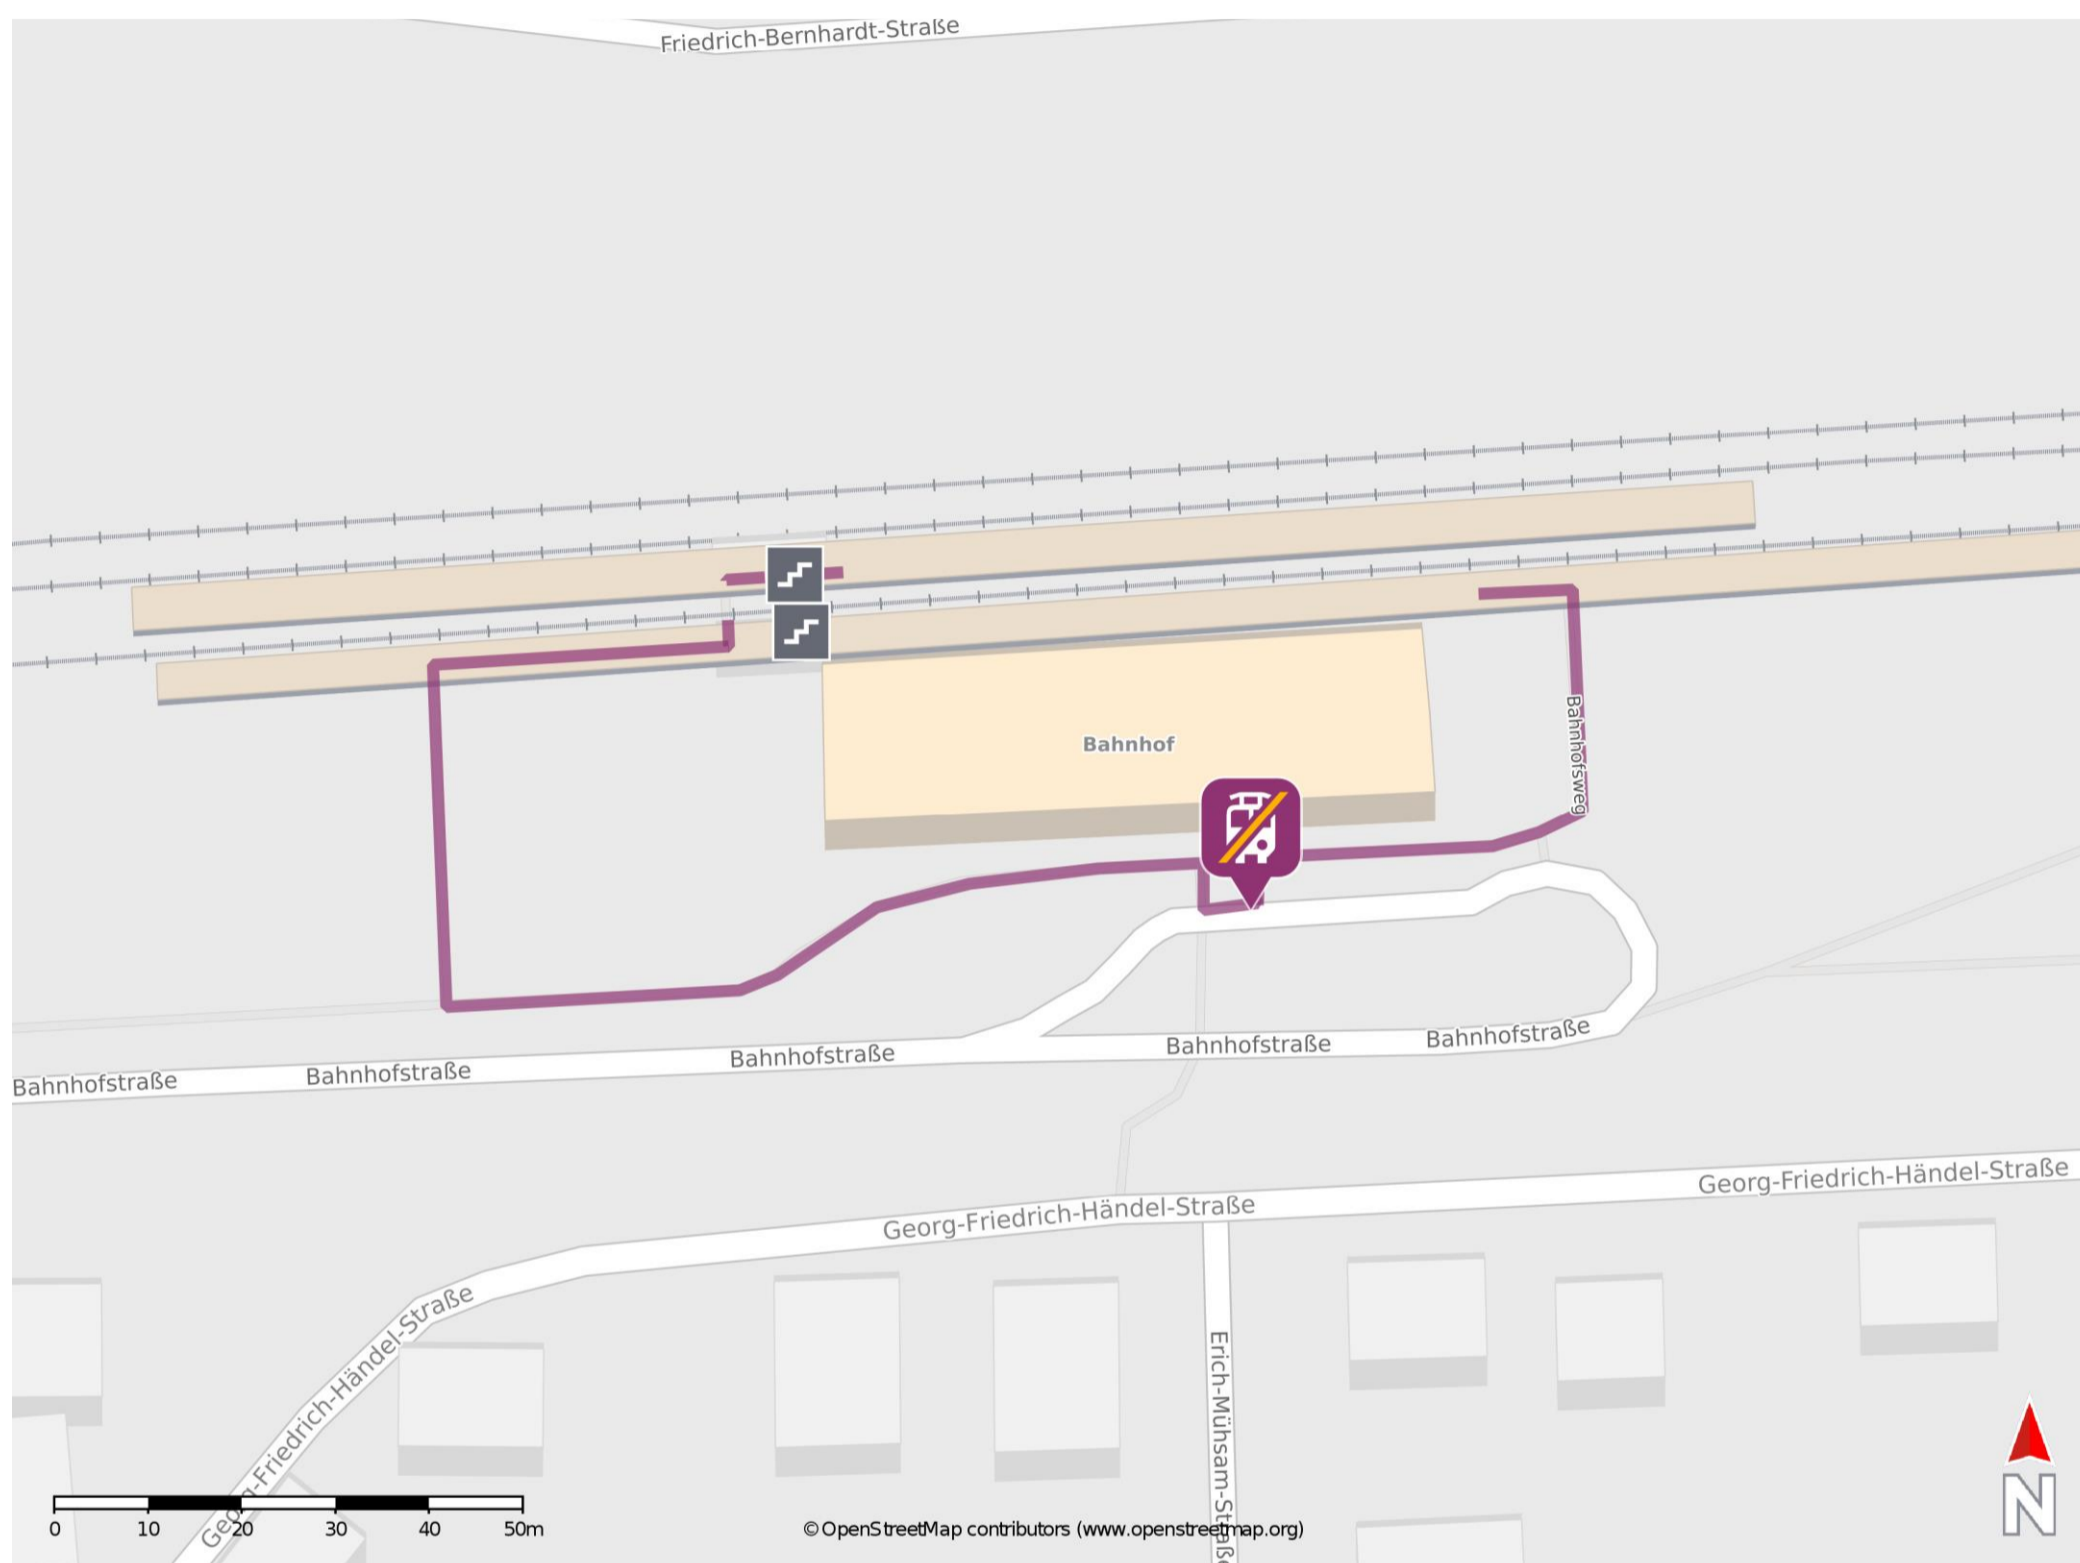 Friedrich-Bernhardt-Straße
Bahnhofsweg
Bahnhof
Bahnhofstraße
Bahnhofstraße
Bahnhofstraße
Bahnhofstraße
Bahnhofstraße
Georg-Friedrich-Händel-Straße
Georg-Friedrich-Händel-Straße
Georg-Friedrich-Händel-Straße
Erich-Mühsam-Straße
0 10 20 30 40 50m
© OpenStreetMap contributors (www.openstreetmap.org)
N